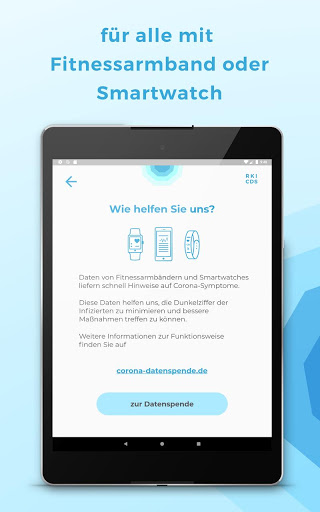 für alle mit
Fitnessarmband oder
Smartwatch
RKI
CDS
Wie helfen Sie uns?
Daten von Fitnessarmbändern und Smartwatches
liefern schnell Hinweise auf Corona-Symptome.
Diese Daten helfen uns, die Dunkelziffer der
Infizierten zu minimieren und bessere
Maßnahmen treffen zu können.
Weitere Informationen zur Funktionsweise
finden Sie auf
corona-datenspende.de
zur Datenspende